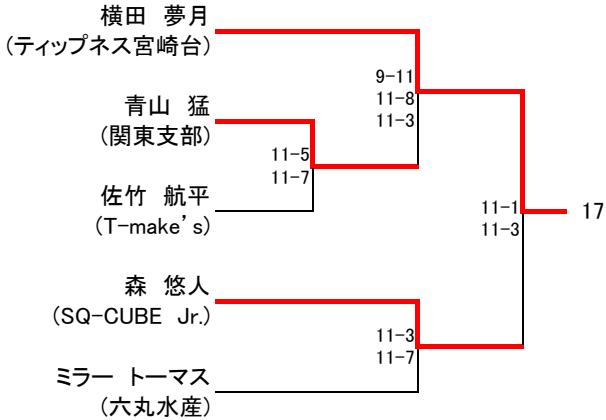 横田 夢月
(ティップネス宮崎台)
9-11
11-8
11-3
青山 猛
(関東支部)
11-5
11-7
佐竹 航平
(T-make's)
11-1
11-3
17
森 悠人
(SQ-CUBE Jr.)
11-3
11-7
ミラー トーマス
(六丸水産)